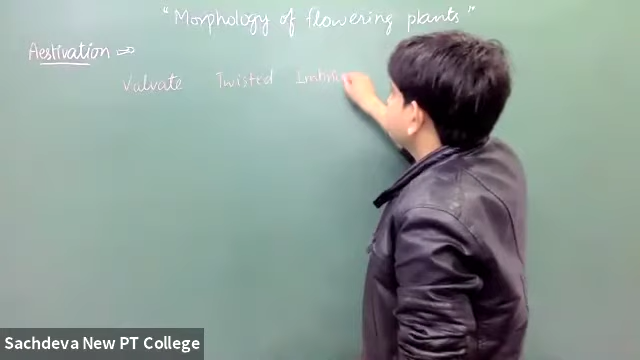 "Morphology of flowering plants"
Aestivation ⇒
Valvate Twisted
Sachdeva New PT College